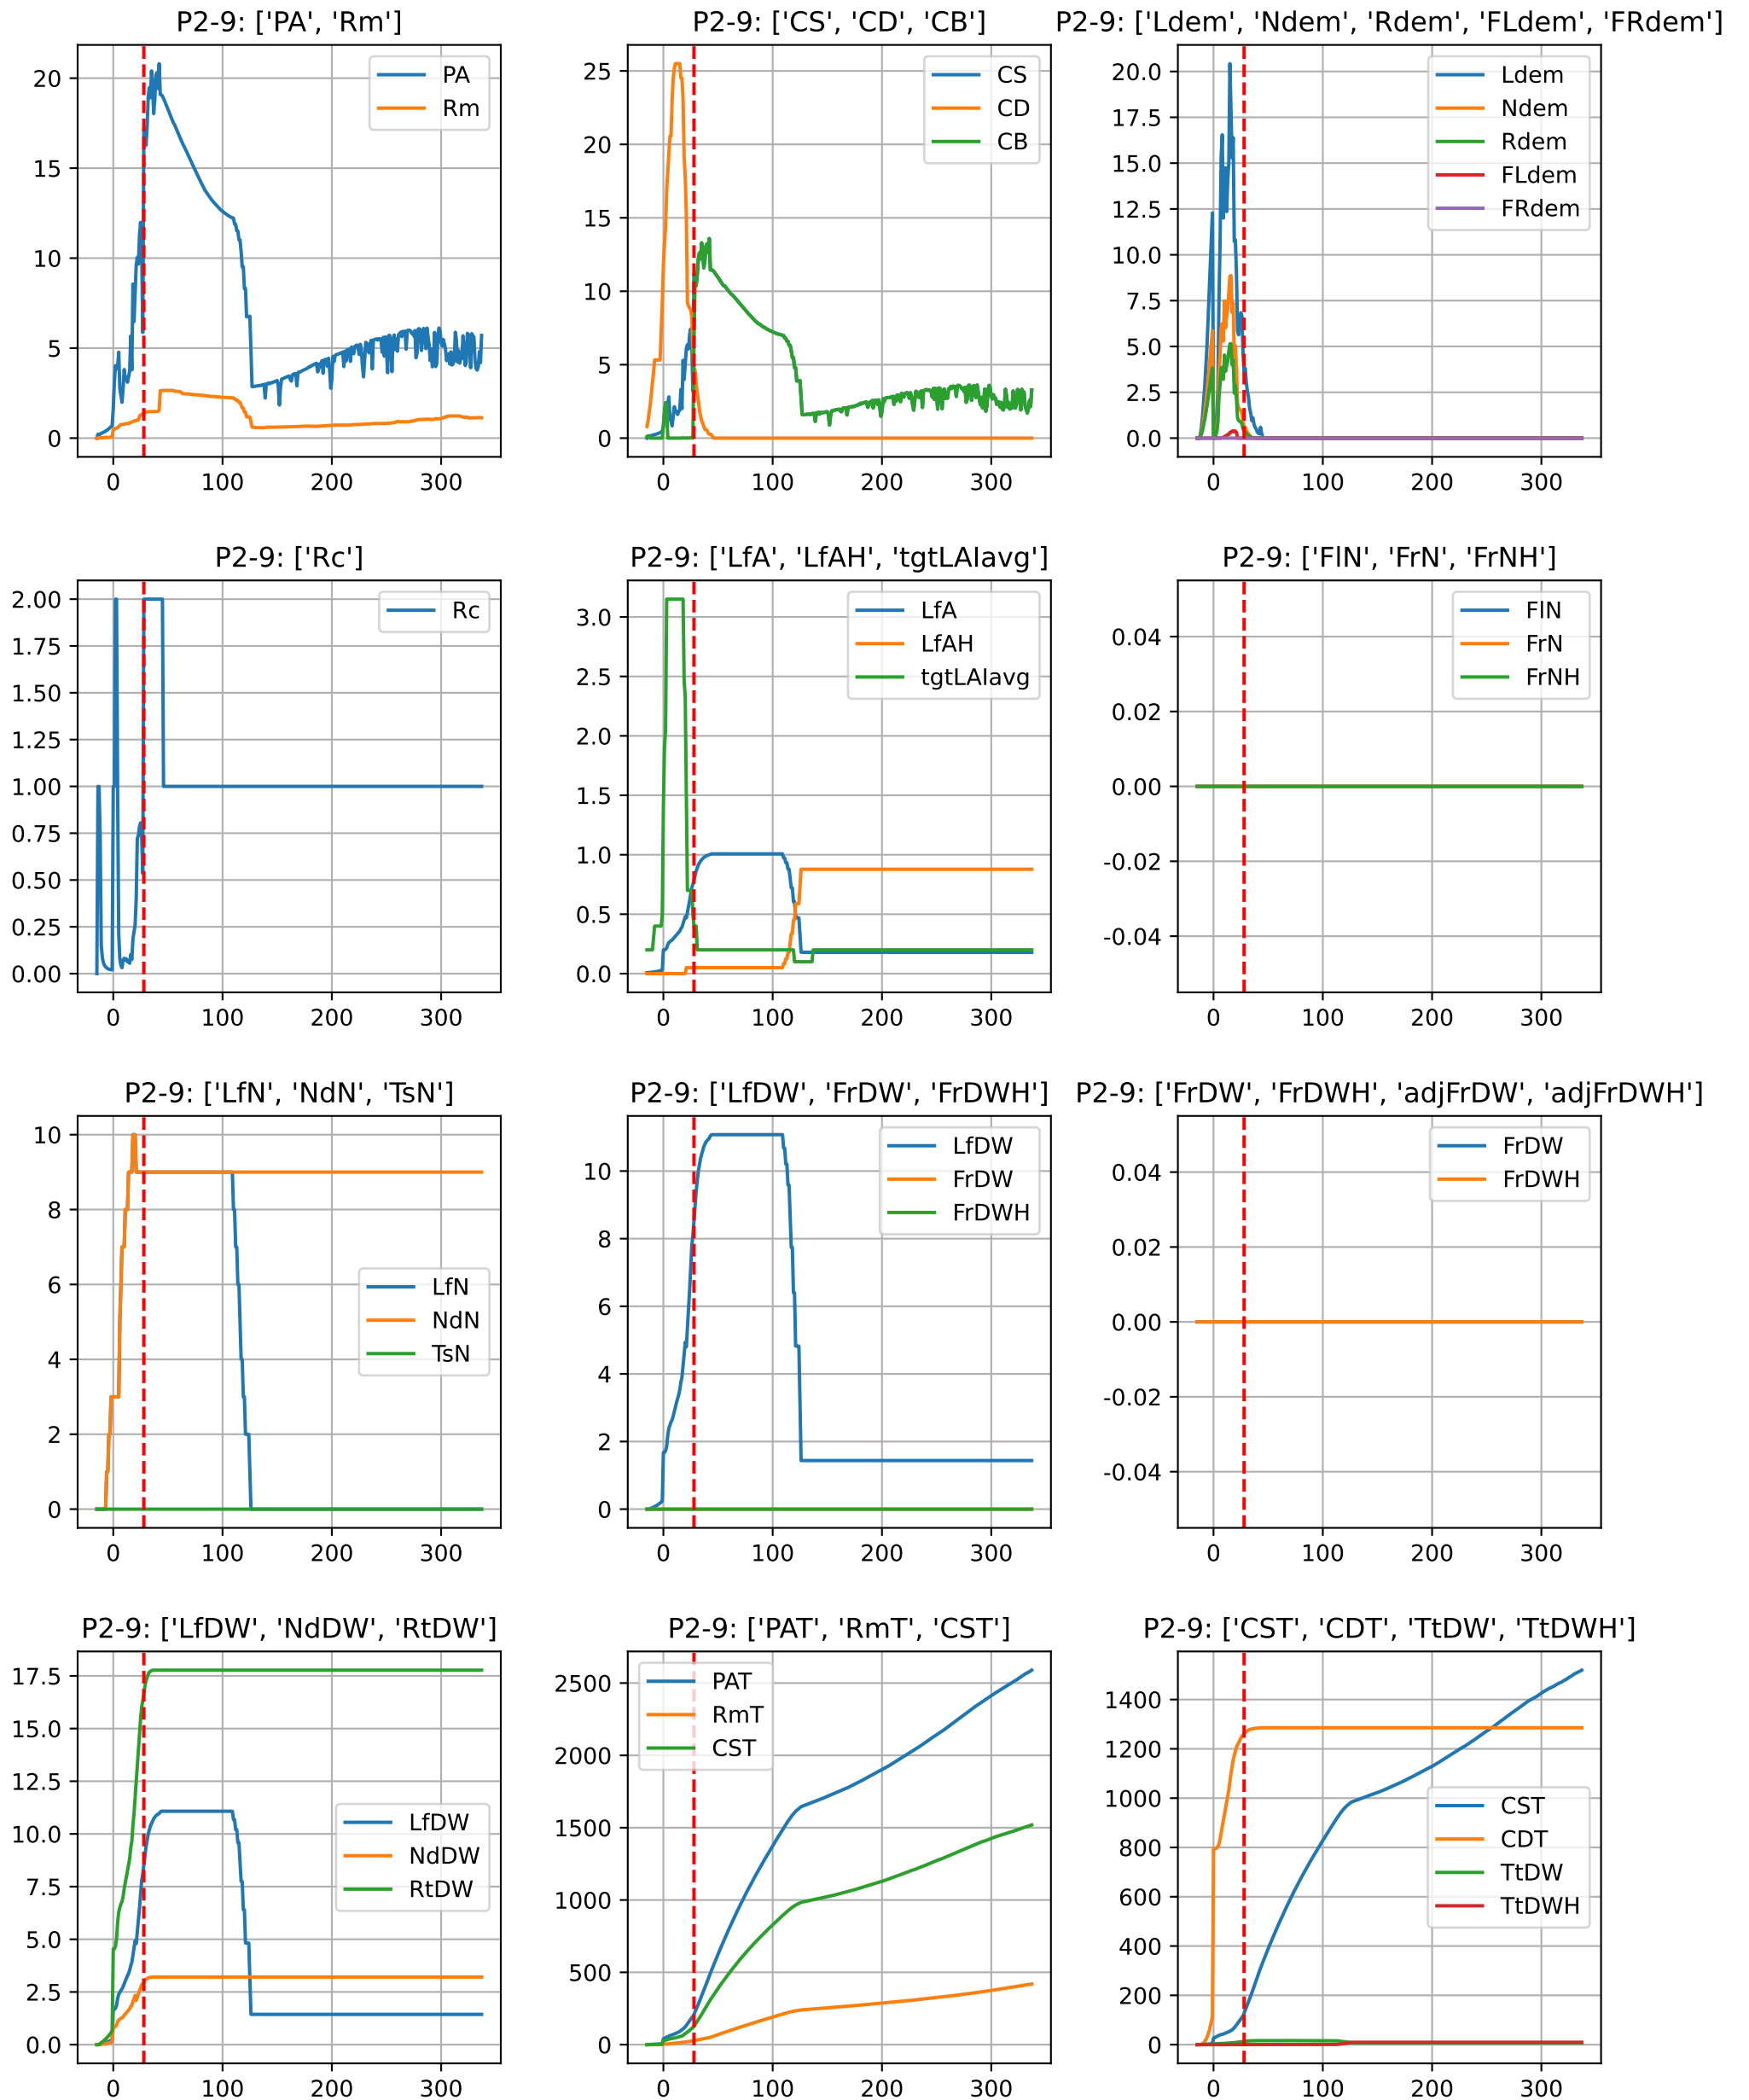 P2-9: ['PA', 'Rm'] P2-9: ['CS', 'CD', 'CB'] P2-9: ['Ldem', 'Ndem', 'Rdem', 'FLdem', 'FRdem']
PA
Rm
20
15
10
5
0
0 100 200 300
CS
CD
CB
25
20
15
10
5
0
0 100 200 300
Ldem
Ndem
Rdem
FLdem
FRdem
20.0
17.5
15.0
12.5
10.0
7.5
5.0
2.5
0.0
0 100 200 300
P2-9: ['Rc'] P2-9: ['LfA', 'LfAH', 'tgtLAIavg'] P2-9: ['FlN', 'FrN', 'FrNH']
Rc
2.00
1.75
1.50
1.25
1.00
0.75
0.50
0.25
0.00
0 100 200 300
LfA
LfAH
tgtLAIavg
3.0
2.5
2.0
1.5
1.0
0.5
0.0
0 100 200 300
FlN
FrN
FrNH
0.04
0.02
0.00
-0.02
-0.04
0 100 200 300
P2-9: ['LfN', 'NdN', 'TsN'] P2-9: ['LfDW', 'FrDW', 'FrDWH'] P2-9: ['FrDW', 'FrDWH', 'adjFrDW', 'adjFrDWH']
10
8
6
4
2
0
LfN
NdN
TsN
0 100 200 300
LfDW
FrDW
FrDWH
10
8
6
4
2
0
0 100 200 300
FrDW
FrDWH
0.04
0.02
0.00
-0.02
-0.04
0 100 200 300
P2-9: ['LfDW', 'NdDW', 'RtDW'] P2-9: ['PAT', 'RmT', 'CST'] P2-9: ['CST', 'CDT', 'TtDW', 'TtDWH']
17.5
15.0
12.5
10.0
7.5
5.0
2.5
0.0
LfDW
NdDW
RtDW
0 100 200 300
PAT
RmT
CST
2500
2000
1500
1000
500
0
0 100 200 300
1400
1200
1000
800
600
400
200
0
CST
CDT
TtDW
TtDWH
0 100 200 300